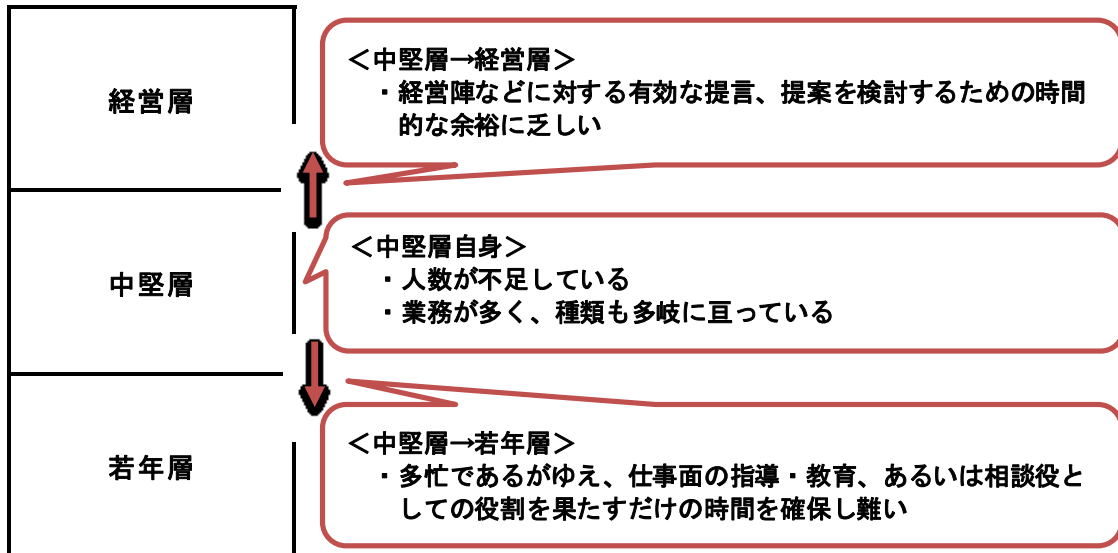 経営層
＜中堅層→経営層＞
・経営陣などに対する有効な提言、提案を検討するための時間
的な余裕に乏しい
中堅層
＜中堅層自身＞
・人数が不足している
・業務が多く、種類も多岐に亘っている
若年層
＜中堅層→若年層＞
・多忙であるがゆえ、仕事面の指導・教育、あるいは相談役と
しての役割を果たすだけの時間を確保し難い